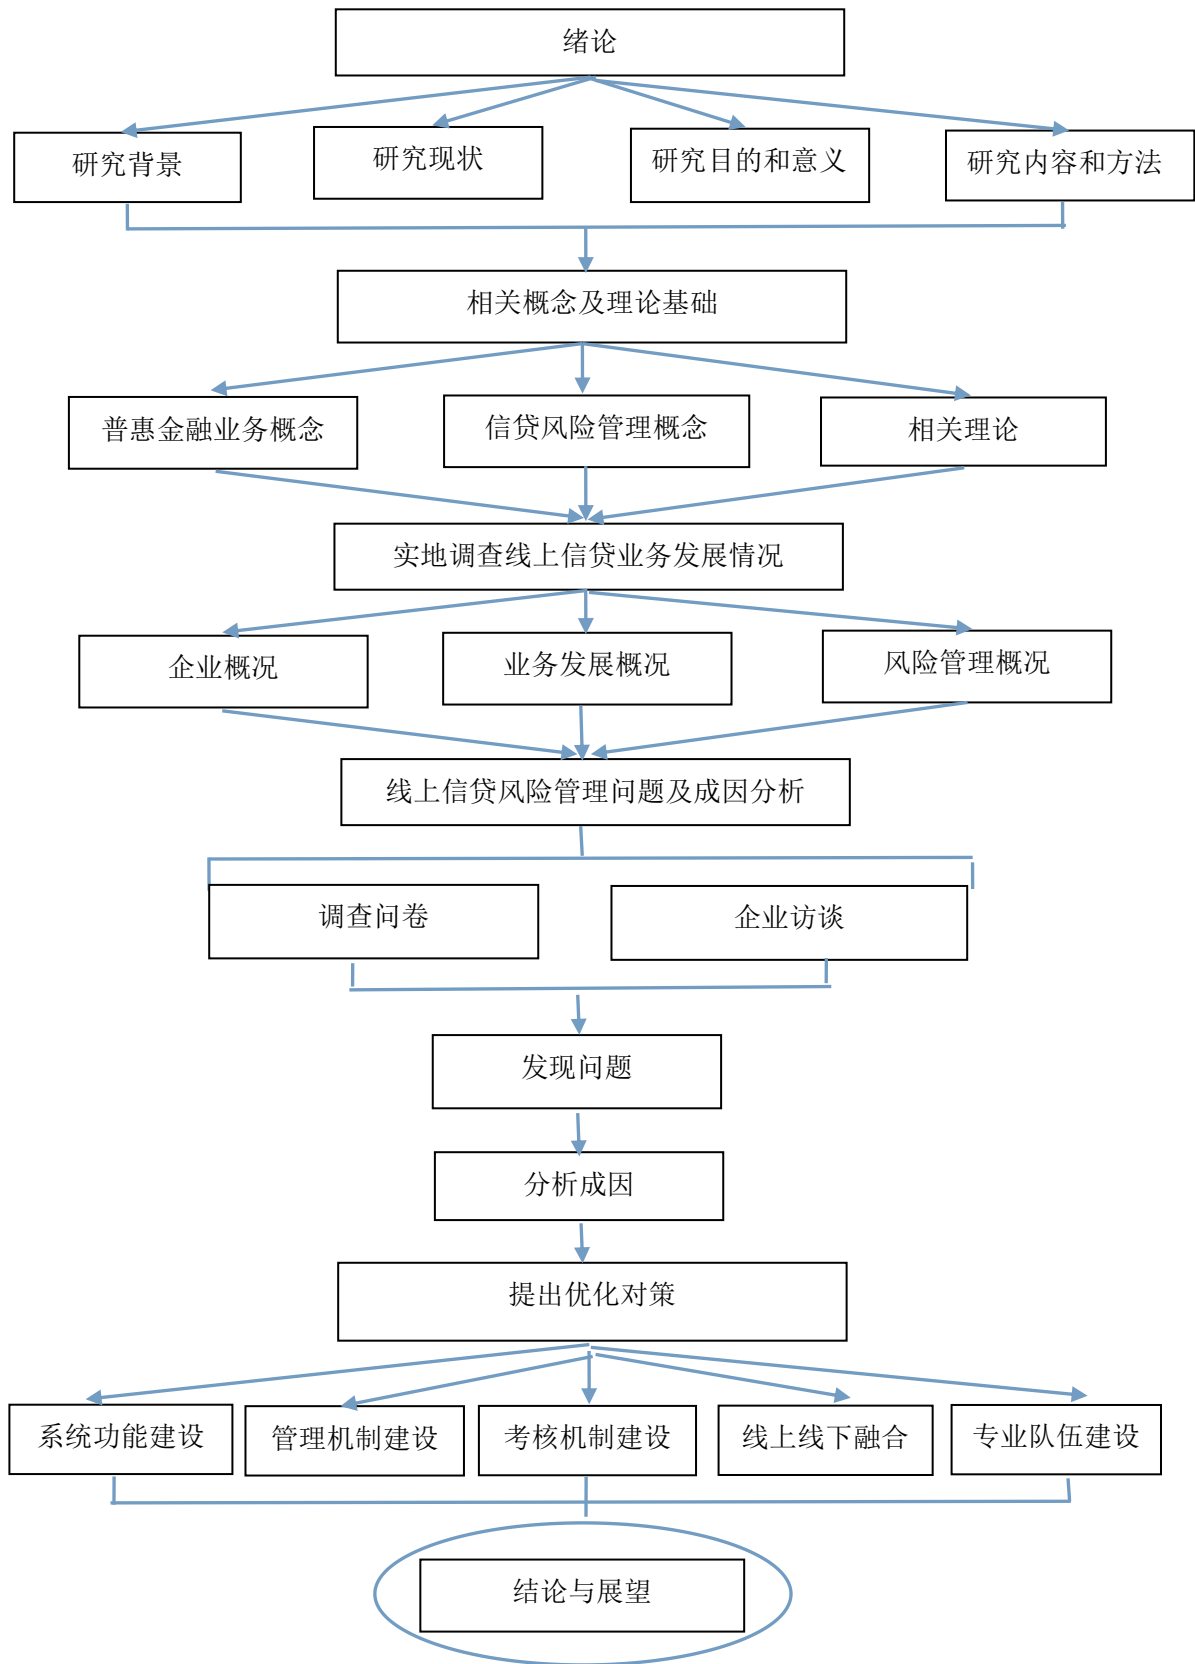 绪论
研究背景
研究现状
研究目的和意义
研究内容和方法
相关概念及理论基础
普惠金融业务概念
信贷风险管理概念
相关理论
实地调查线上信贷业务发展情况
企业概况
业务发展概况
风险管理概况
线上信贷风险管理问题及成因分析
调查问卷
企业访谈
发现问题
分析成因
提出优化对策
系统功能建设
管理机制建设
考核机制建设
线上线下融合
专业队伍建设
结论与展望